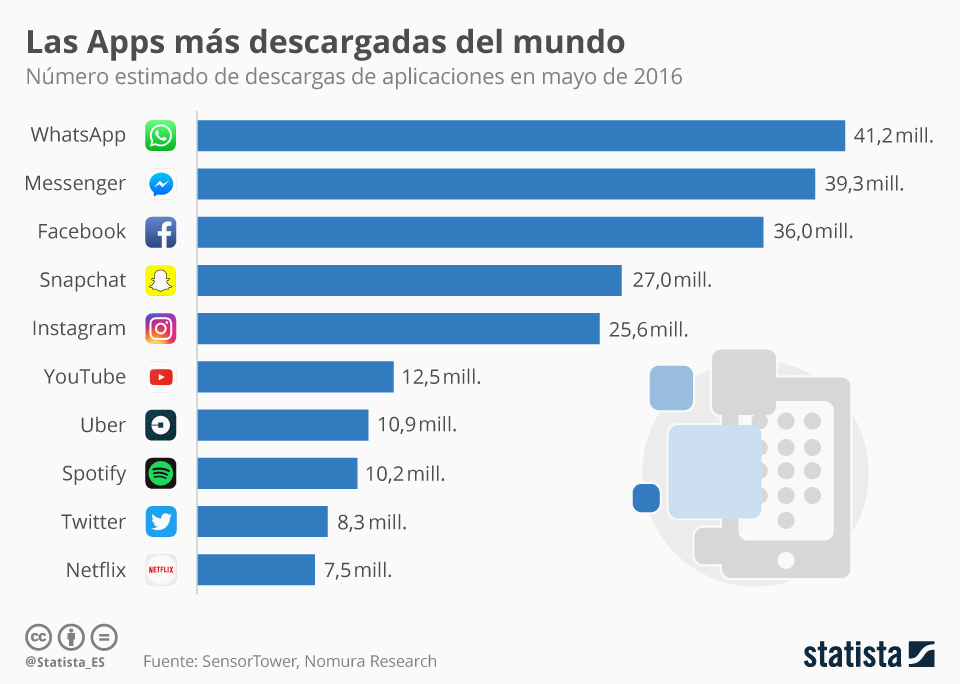 Las Apps más descargadas del mundo
Número estimado de descargas de aplicaciones en mayo de 2016
WhatsApp 41,2 mill.
Messenger 39,3 mill.
Facebook 36,0 mill.
Snapchat 27,0 mill.
Instagram 25,6 mill.
YouTube 12,5 mill.
Uber 10,9 mill.
Spotify 10,2 mill.
Twitter 8,3 mill.
Netflix NETFLIX 7,5 mill.
cc
@Statista_ES Fuente: SensorTower, Nomura Research statista